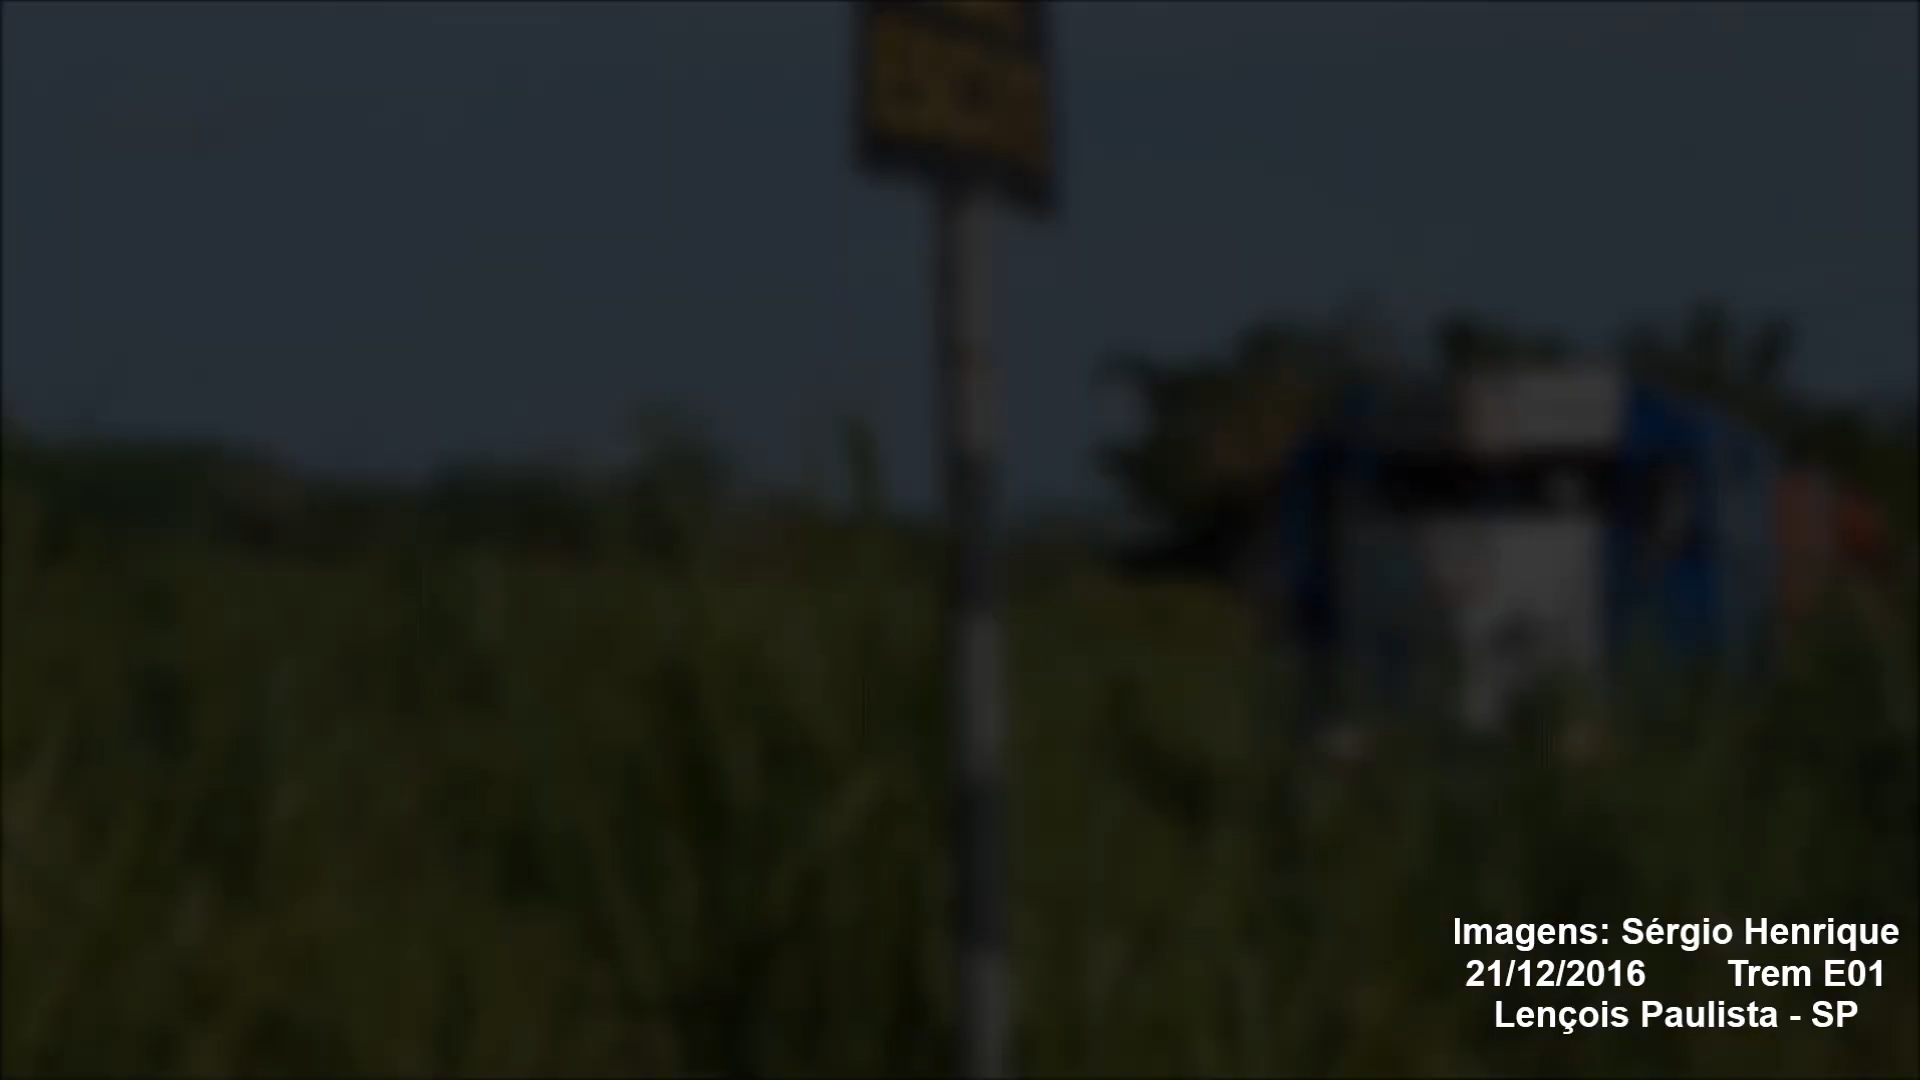 Imagens: Sérgio Henrique
21/12/2016 Trem E01
Lençois Paulista - SP